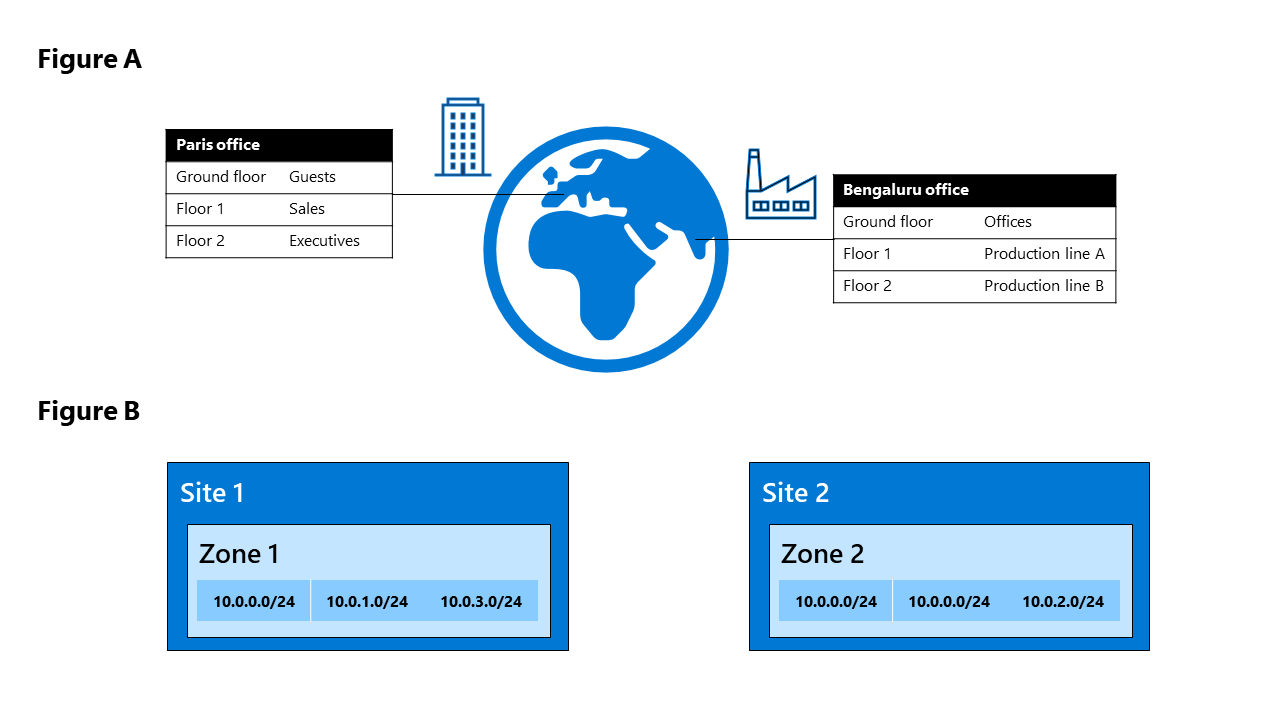 Figure A
Paris office
Ground floor Guests
Floor 1 Sales
Floor 2 Executives
Bengaluru office
Ground floor Offices
Floor 1 Production line A
Floor 2 Production line B
Figure B
Site 1
Zone 1
10.0.0.0/24 10.0.1.0/24 10.0.3.0/24
Site 2
Zone 2
10.0.0.0/24 10.0.0.0/24 10.0.2.0/24